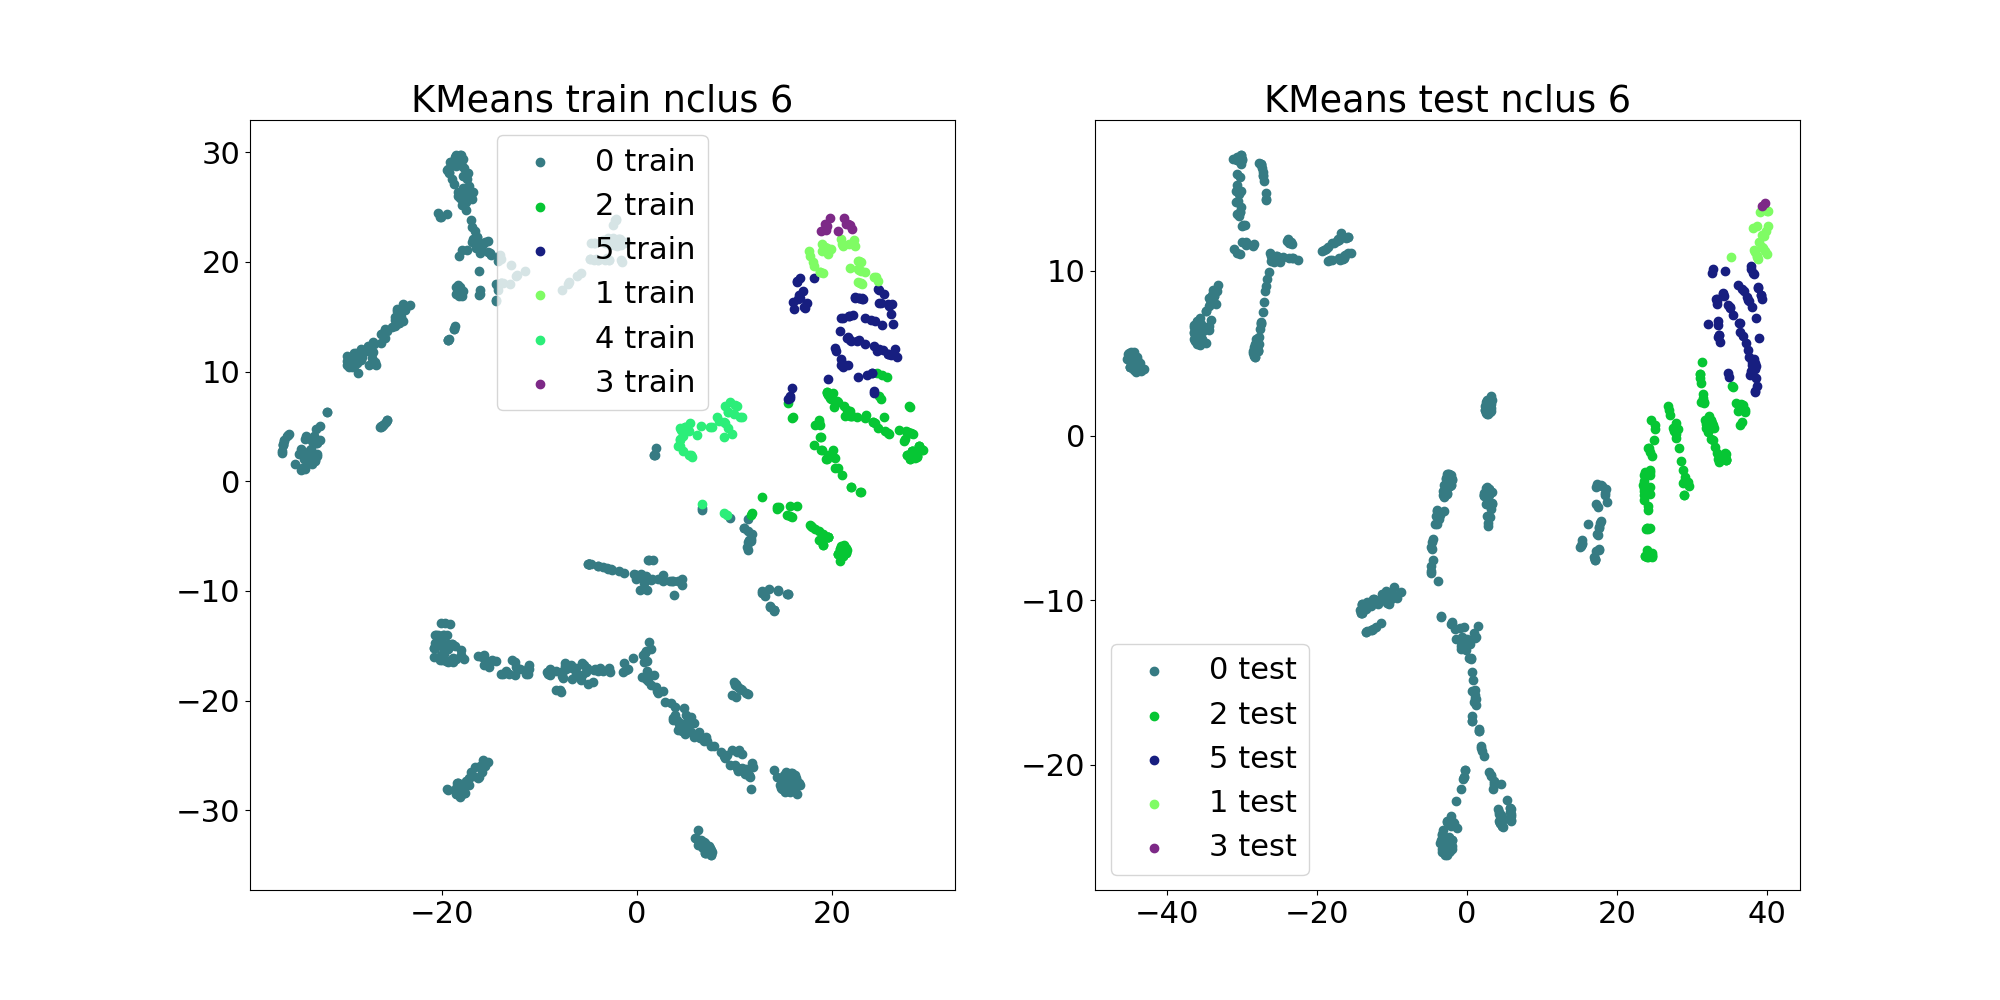 KMeans train nclus 6
30
20
10
0
−10
−20
−30
−20
0
20
0 train
2 train
5 train
1 train
4 train
3 train
KMeans test nclus 6
10
0
−10
−20
−40
−20
0
20
40
0 test
2 test
5 test
1 test
3 test